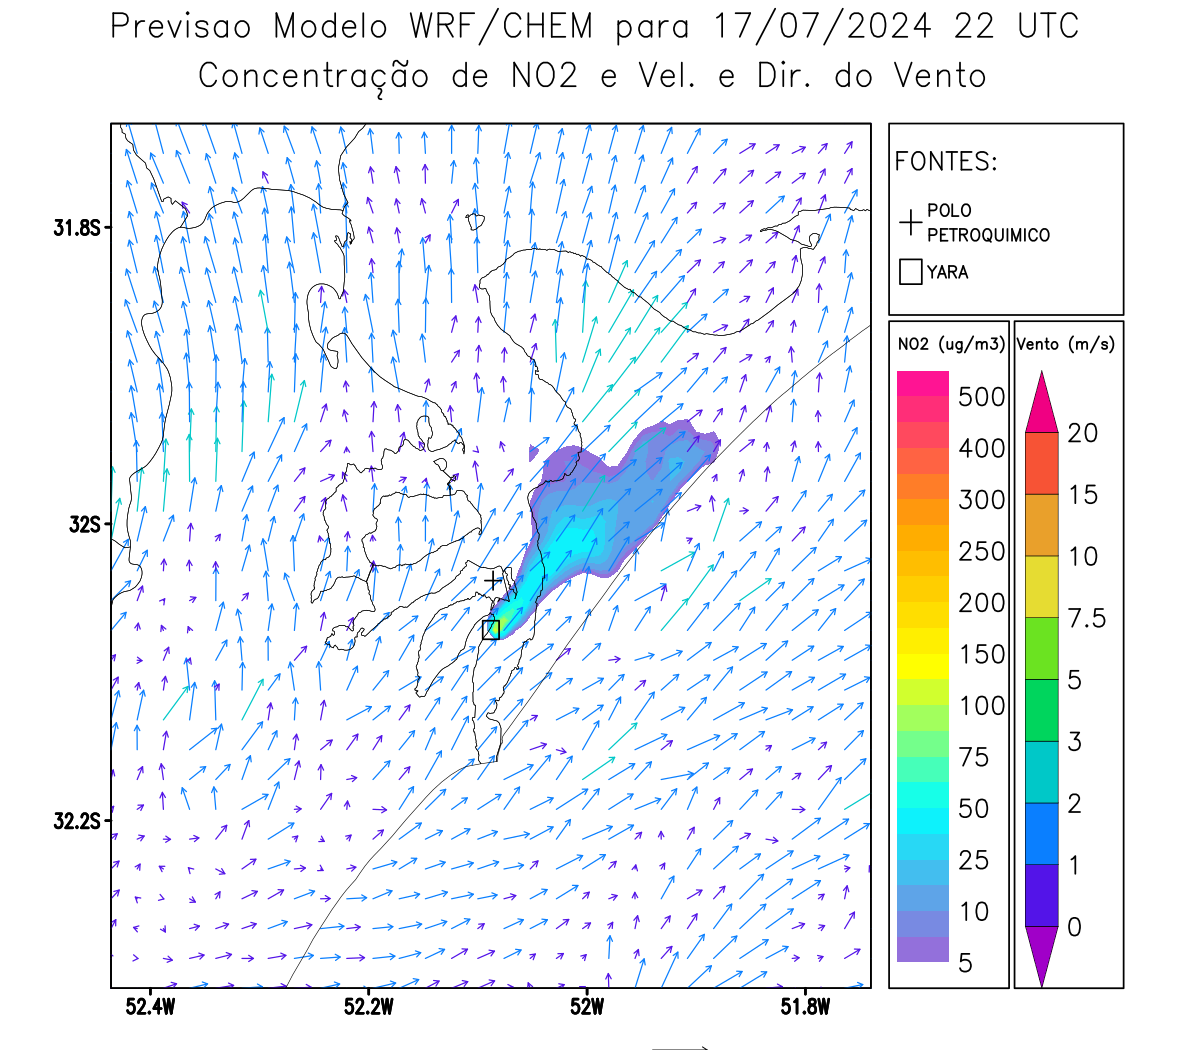 Previsao Modelo WRF/CHEM para 17/07/2024 22 UTC
Concentração de NO2 e Vel. e Dir. do Vento
FONTES:
POLO
PETROQUIMICO
YARA
NO2 (ug/m3)
500
400
300
250
200
150
100
75
50
25
10
5
Vento (m/s)
20
15
10
7.5
5
3
2
1
0
31.8S
32S
32.2S
52.4W 52.2W 52W 51.8W